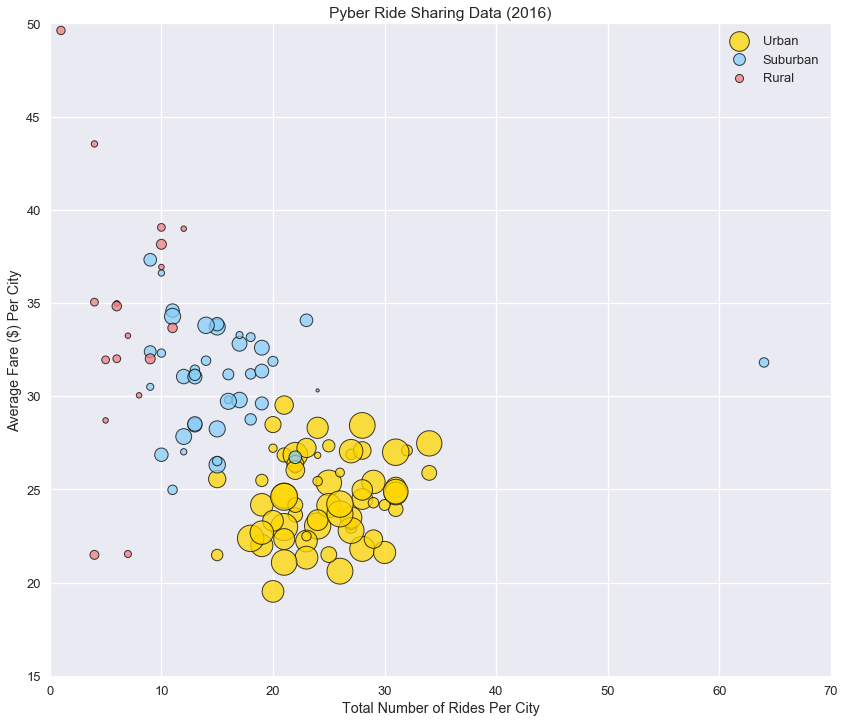 Pyber Ride Sharing Data (2016)
50
45
40
35
30
25
20
15
Average Fare ($) Per City
Urban
Suburban
Rural
0 10 20 30 40 50 60 70
Total Number of Rides Per City